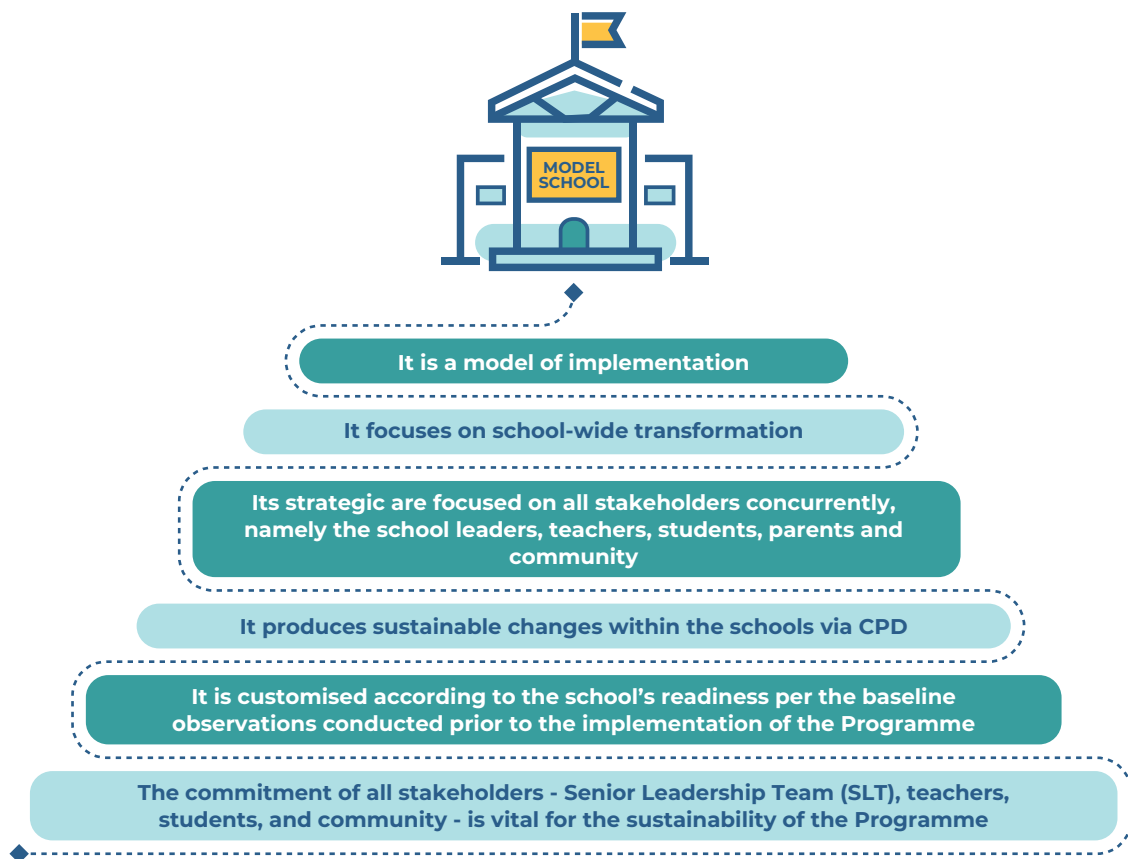 MODEL
SCHOOL
It is a model of implementation
It focuses on school-wide transformation
Its strategic are focused on all stakeholders concurrently,
namely the school leaders, teachers, students, parents and
community
It produces sustainable changes within the schools via CPD
It is customised according to the school’s readiness per the baseline
observations conducted prior to the implementation of the Programme
The commitment of all stakeholders - Senior Leadership Team (SLT), teachers,
students, and community - is vital for the sustainability of the Programme